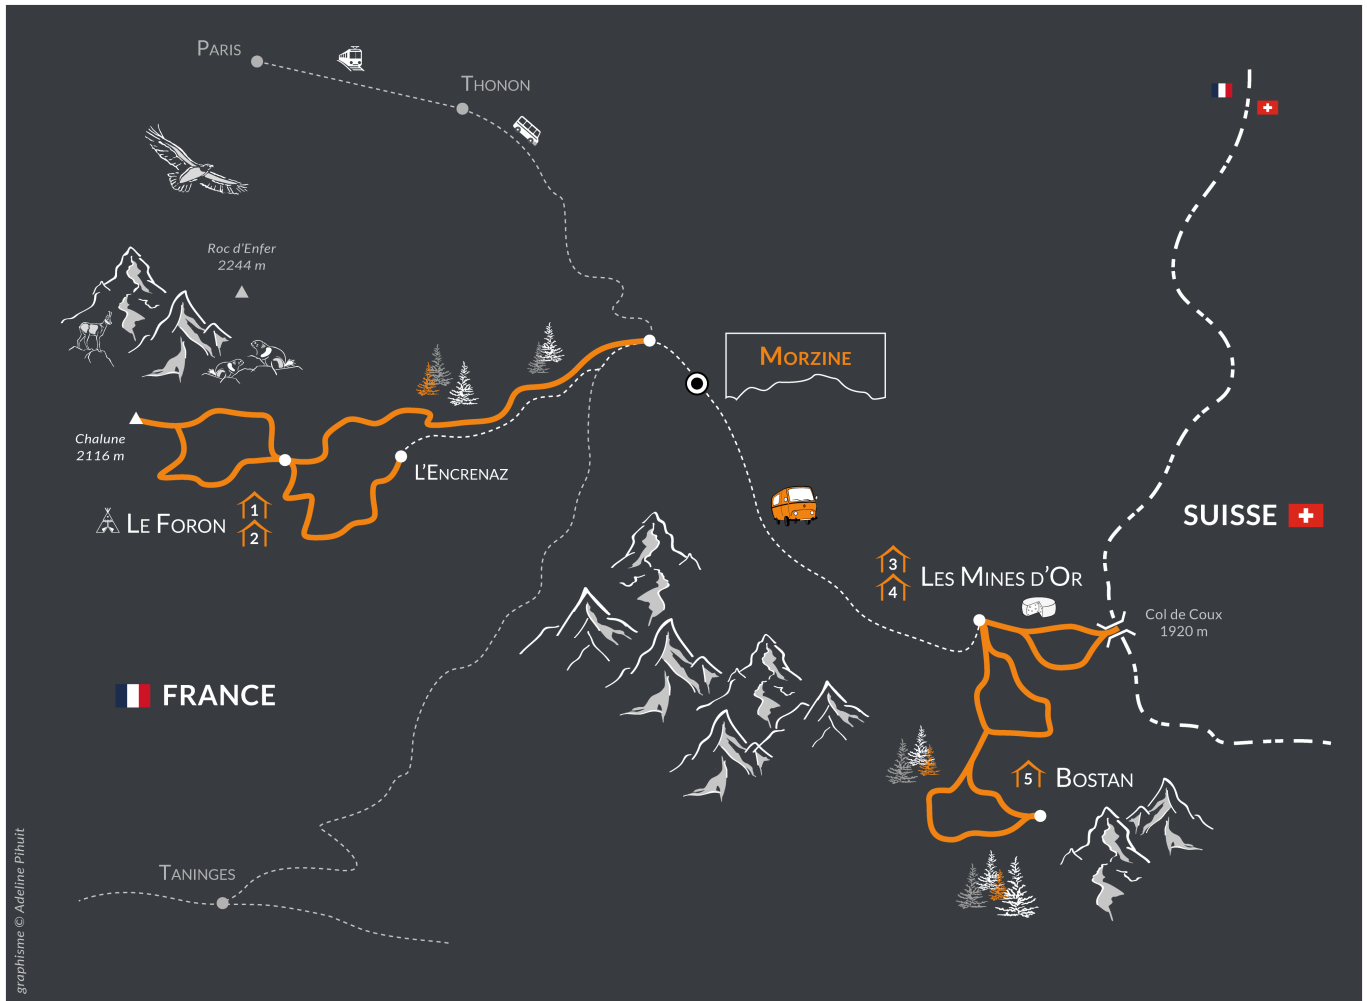 PARIS
THONON
Roc d'Enfer
2244 m
MORZINE
Chalune
2116 m
L'ENCRENAZ
LE FORON
1
2
SUISSE
3
4
LES MINES D'OR
Col de Coux
1920 m
FRANCE
5
BOSTAN
TANINGES
graphisme © Adeline Pihuit